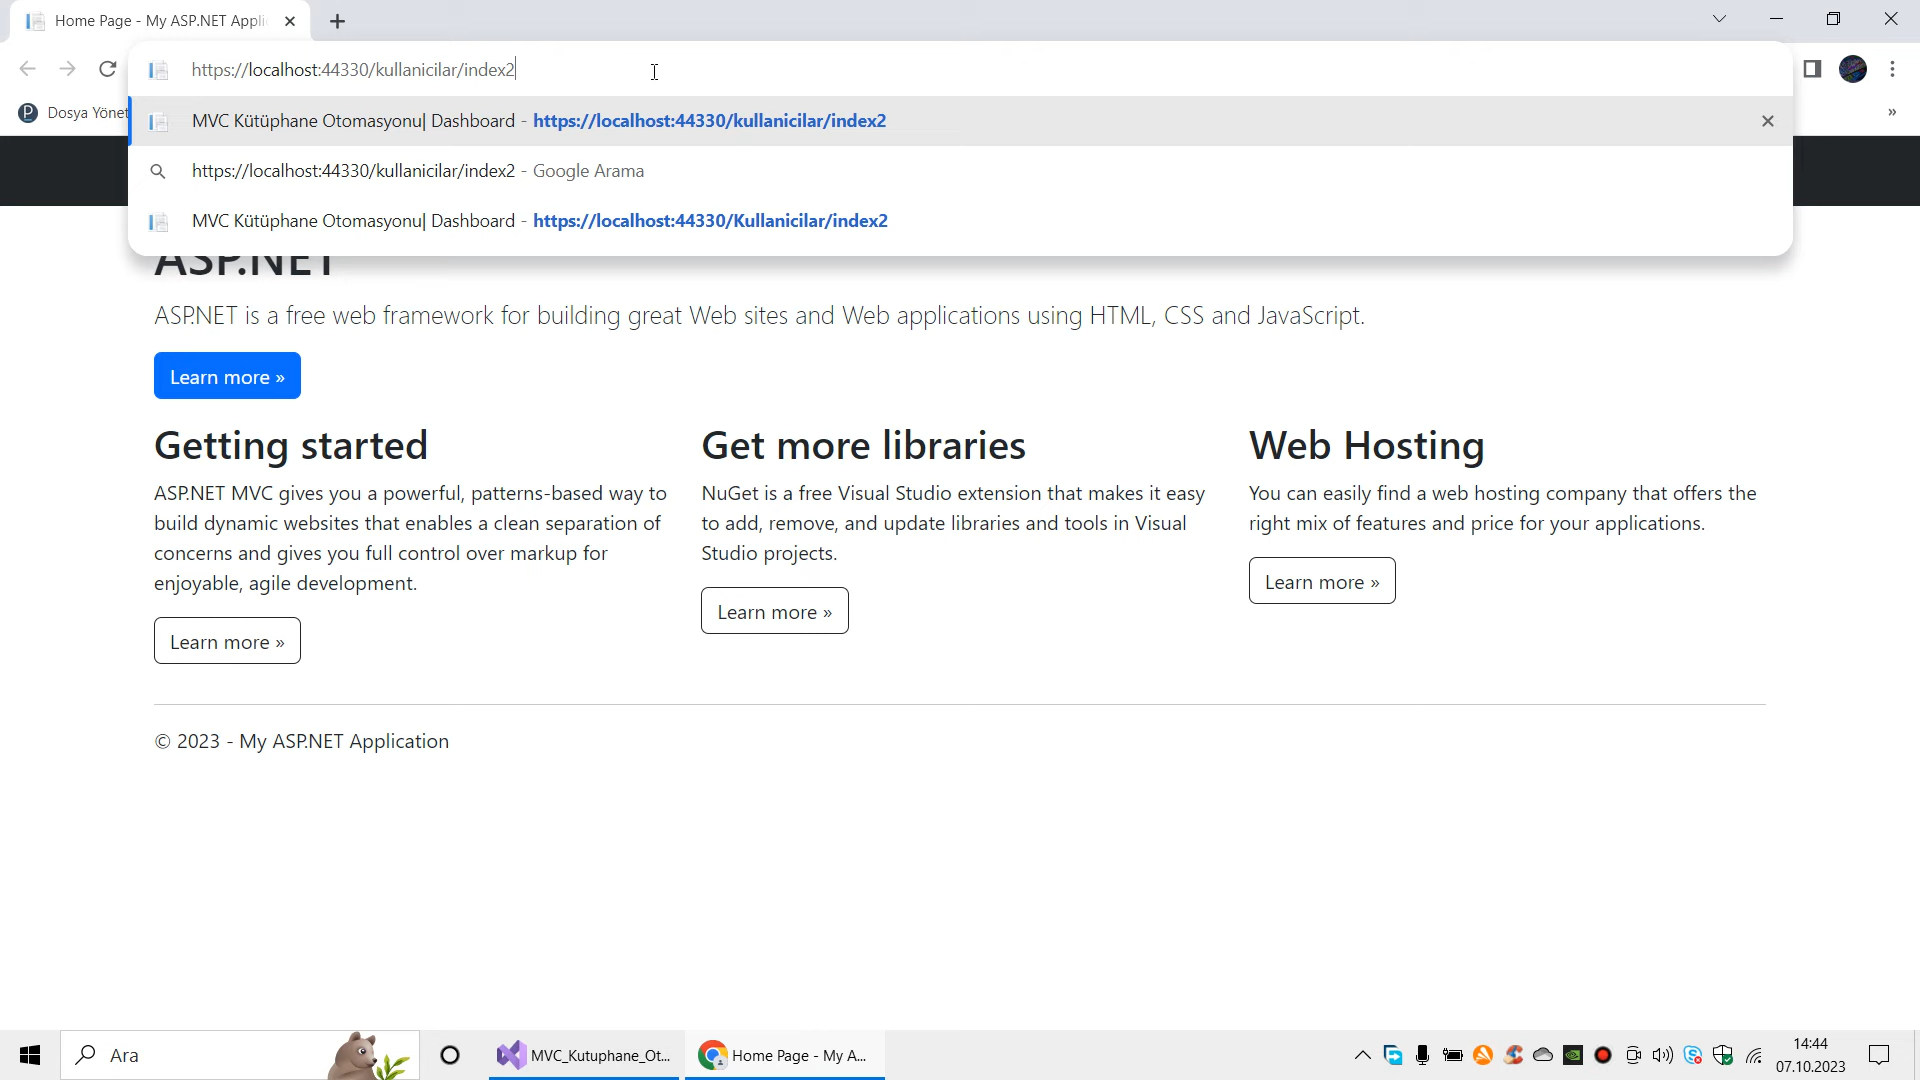 Home Page - My ASP.NET Appli
https://localhost:44330/kullanicilar/index2
P Dosya Yönet
»
MVC Kütüphane Otomasyonu| Dashboard - https://localhost:44330/kullanicilar/index2
https://localhost:44330/kullanicilar/index2 - Google Arama
MVC Kütüphane Otomasyonu| Dashboard - https://localhost:44330/Kullanicilar/index2
ASP.NET
ASP.NET is a free web framework for building great Web sites and Web applications using HTML, CSS and JavaScript.
Learn more »
Getting started
ASP.NET MVC gives you a powerful, patterns-based way to
build dynamic websites that enables a clean separation of
concerns and gives you full control over markup for
enjoyable, agile development.
Learn more »
Get more libraries
NuGet is a free Visual Studio extension that makes it easy
to add, remove, and update libraries and tools in Visual
Studio projects.
Learn more »
Web Hosting
You can easily find a web hosting company that offers the
right mix of features and price for your applications.
Learn more »
© 2023 - My ASP.NET Application
Ara
MVC_Kutuphane_Ot...
Home Page - My A...
14:44
07.10.2023